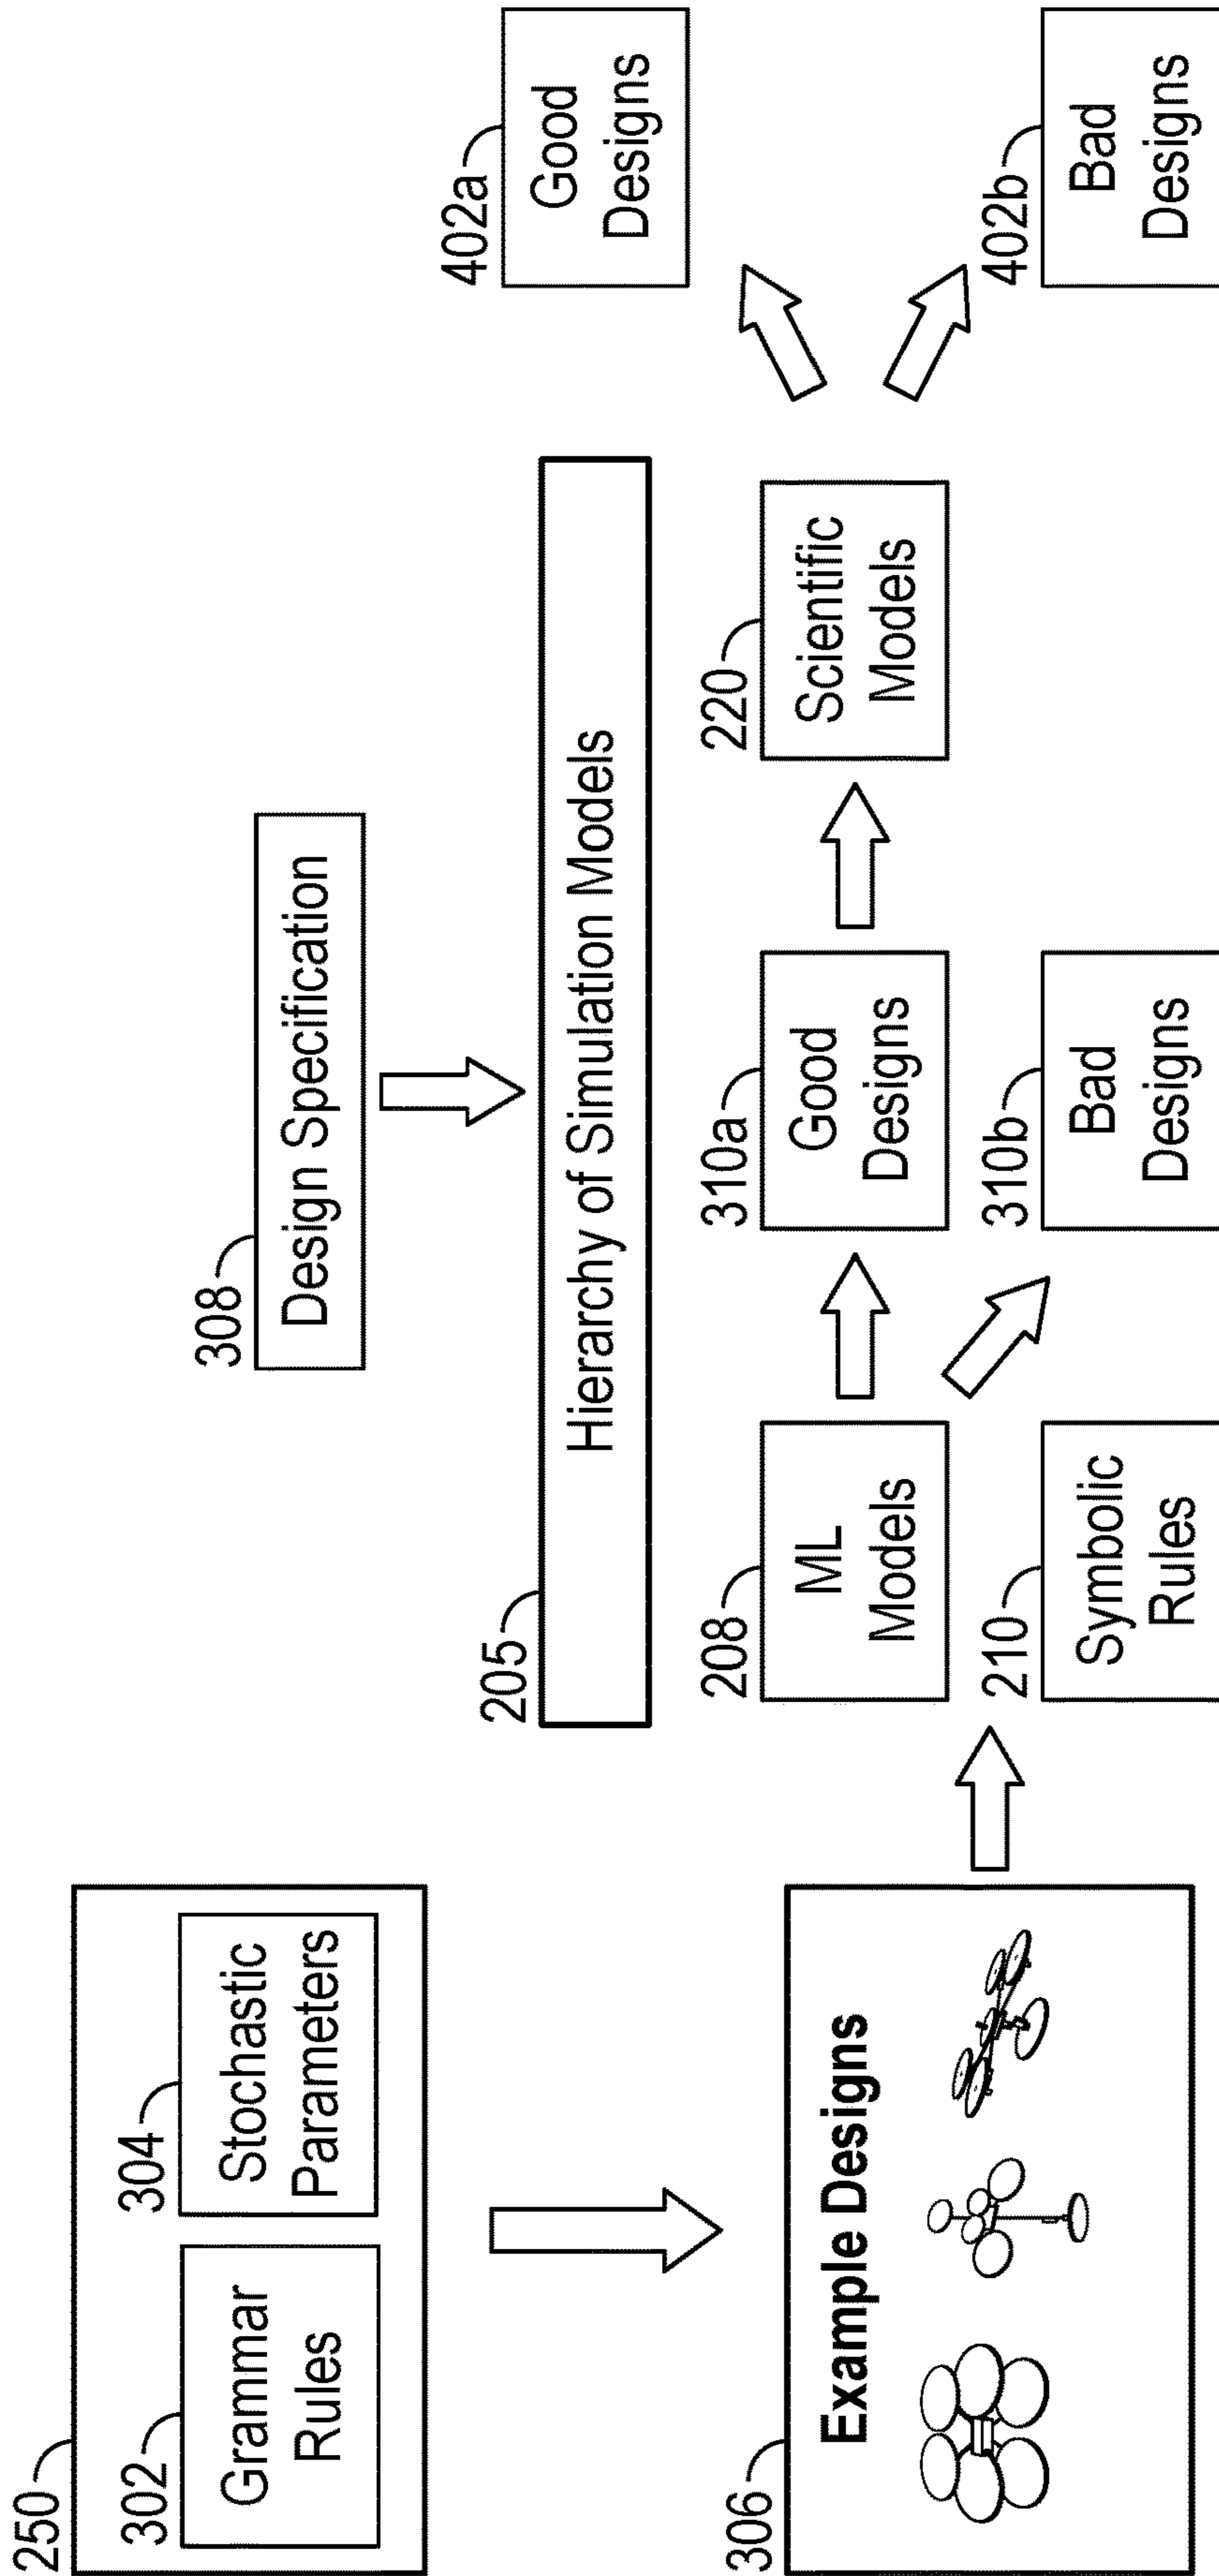 250
302
Grammar
Rules
304
Stochastic
Parameters
306
Example Designs
308
Design Specification
205
Hierarchy of Simulation Models
208
ML
Models
210
Symbolic
Rules
310a
Good
Designs
310b
Bad
Designs
220
Scientific
Models
402a
Good
Designs
402b
Bad
Designs